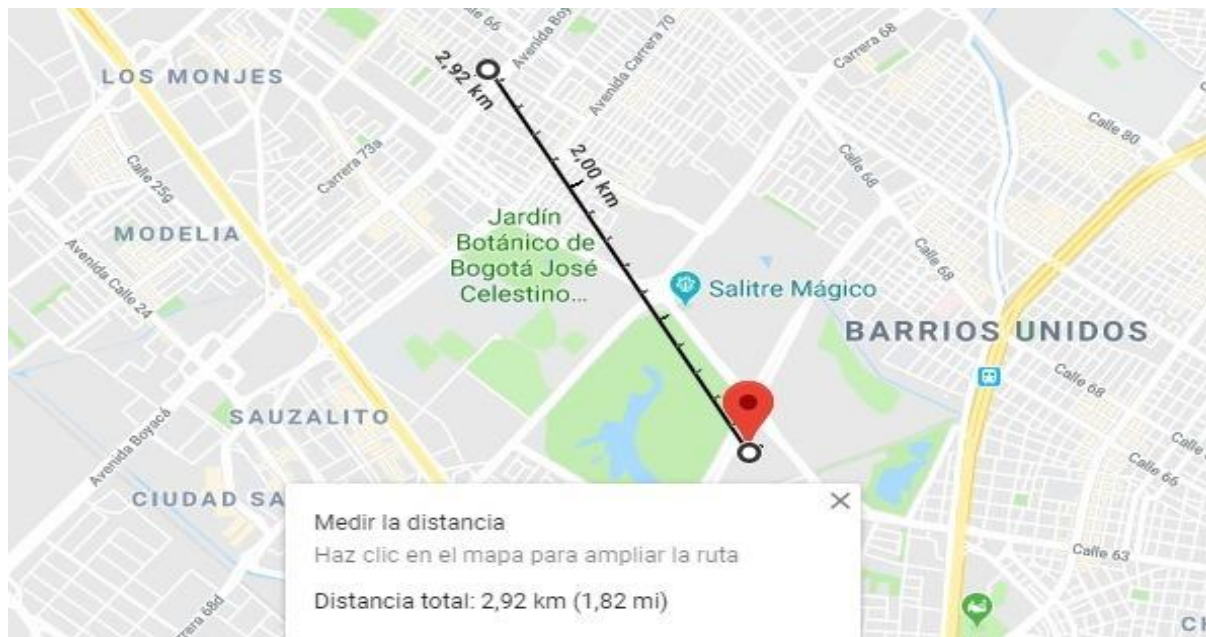 Calle 66
Avenida Boy
Avenida Carrera 70
Carrera 68
LOS MONJES
2,92 km
Calle 80
2,00 km
Calle 25g
Carrera 73a
Calle 68
Jardín
Botánico de
Bogotá José
Celestino...
MODELIA
Calle 68
Avenida Calle 24
Salitre Mágico
BARRIOS UNIDOS
Calle 68
SAUZALITO
Avenida Boyacá
Calle 66
CIUDAD SA
Medir la distancia
Haz clic en el mapa para ampliar la ruta
Distancia total: 2,92 km (1,82 mi)
Calle 63
68d
CH